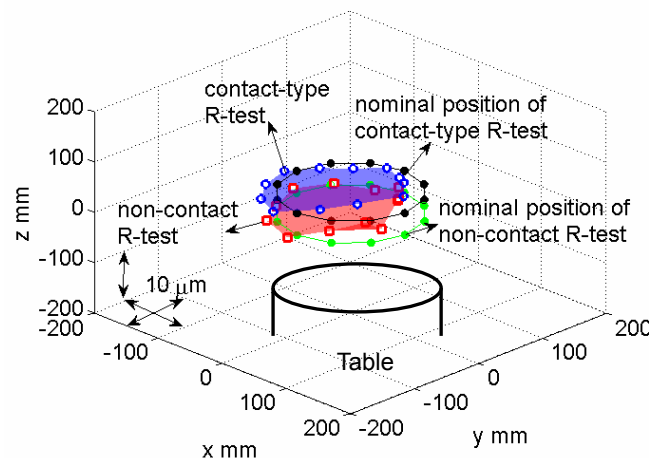 200
contact-type
R-test
nominal position of
contact-type R-test
100
0
z mm
non-contact
R-test
nominal position of
non-contact R-test
-100
10 μm
-200
-200
-100
0
100
200
x mm
Table
-200
-100
0
100
200
y mm